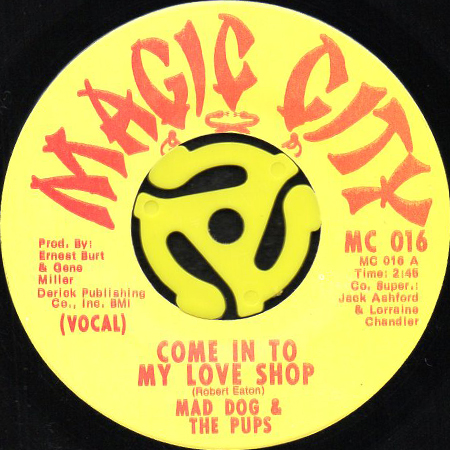 MAGIC CITY
Prod. By:
Ernest Burt
& Gene
Miller
Derick Publishing
Co., Inc. BMI
(VOCAL)
MC 016
MC 016 A
Time: 2:45
Co. Super.:
Jack Ashford
& Lorraine
Chandler
COME IN TO
MY LOVE SHOP
(Robert Eaton)
MAD DOG &
THE PUPS